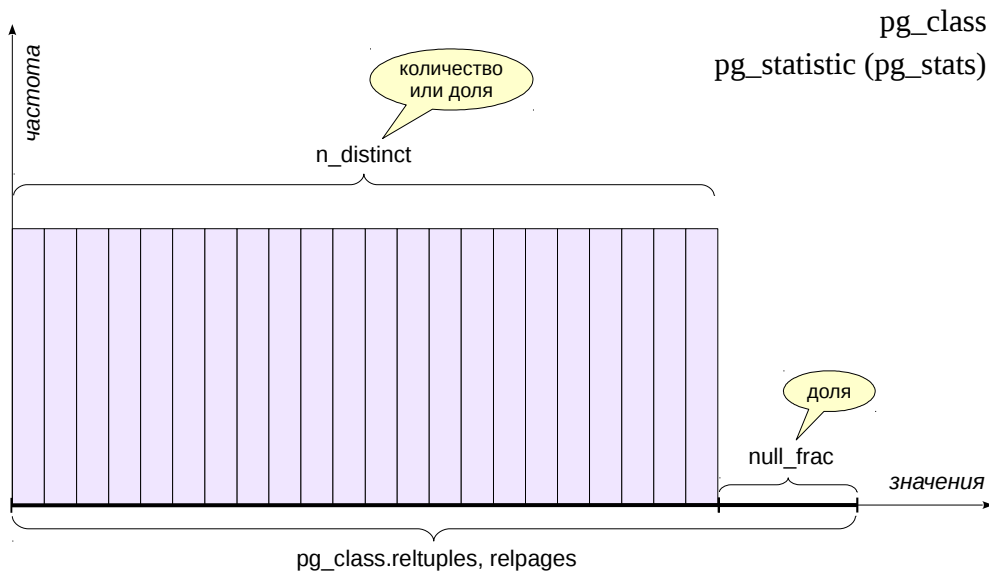 pg_class
pg_statistic (pg_stats)
частота
количество
или доля
n_distinct
доля
null_frac
значения
pg_class.reltuples, relpages